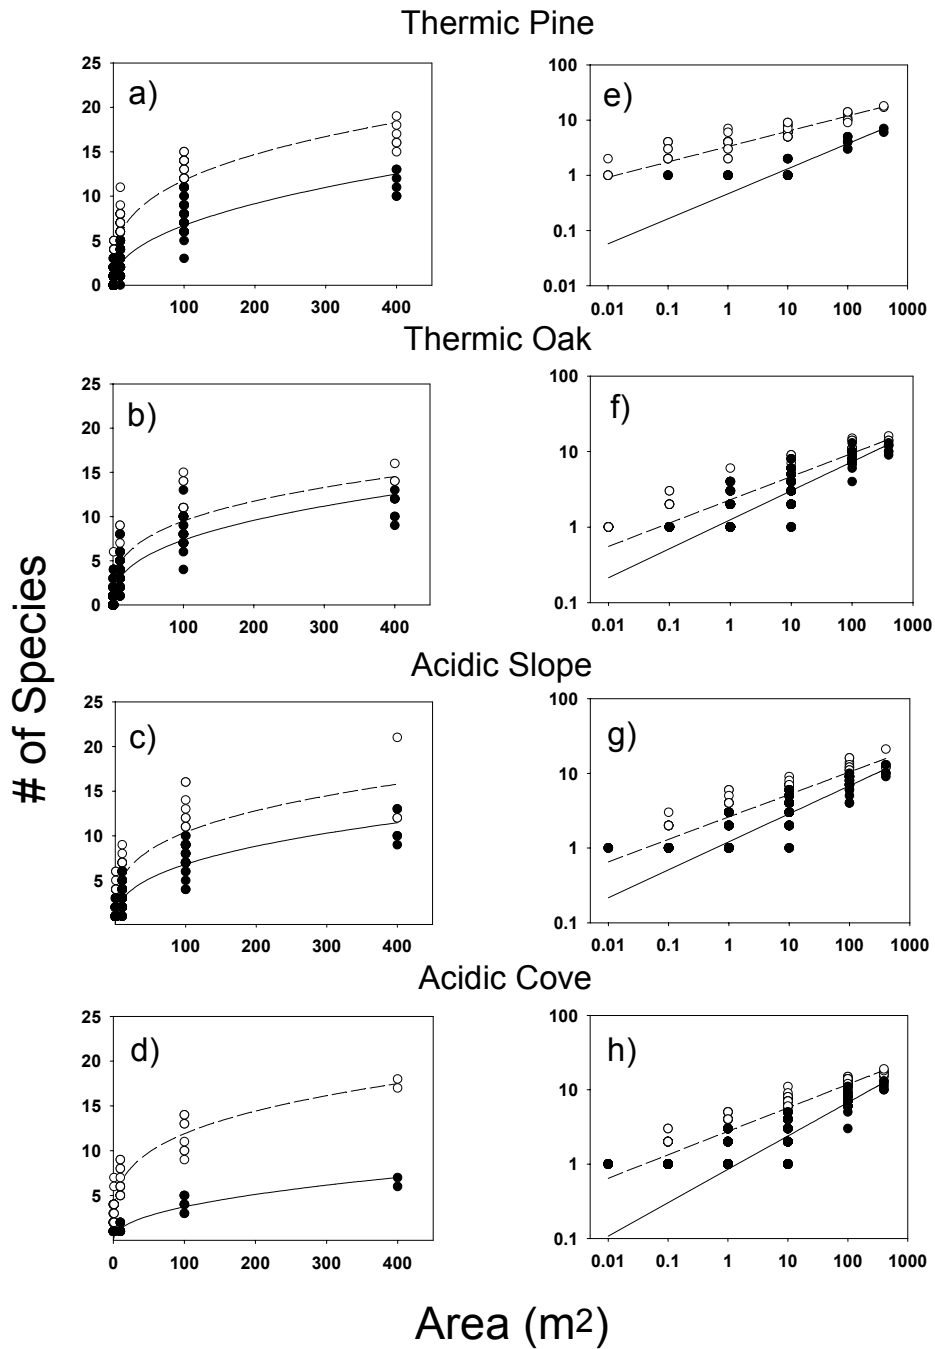 Thermic Pine
a)
25
20
15
10
5
0
100 200 300 400
e)
100
10
1
0.1
0.01
0.01 0.1 1 10 100 1000
Thermic Oak
b)
25
20
15
10
5
0
100 200 300 400
f)
100
10
1
0.1
0.01 0.1 1 10 100 1000
Acidic Slope
c)
25
20
15
10
5
100 200 300 400
g)
100
10
1
0.1
0.01 0.1 1 10 100 1000
Acidic Cove
d)
25
20
15
10
5
0 100 200 300 400
h)
100
10
1
0.1
0.01 0.1 1 10 100 1000
# of Species
Area (m2)